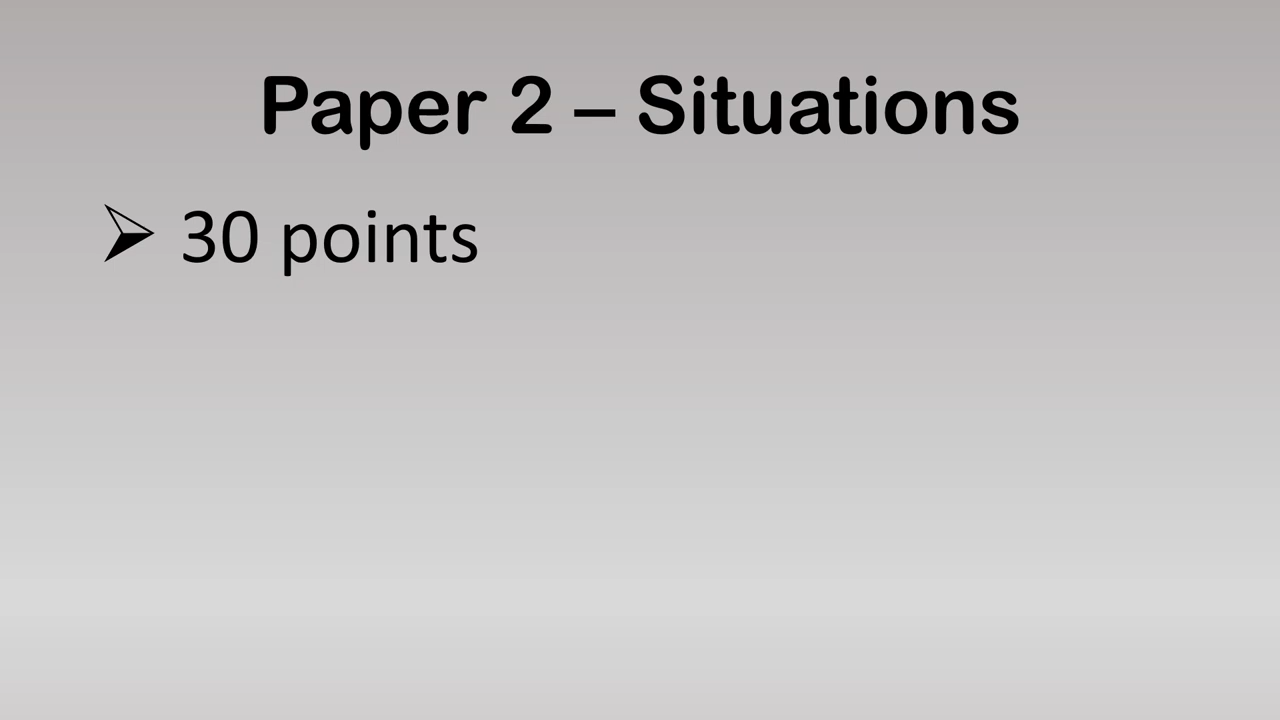 Paper 2 – Situations
➢ 30 points